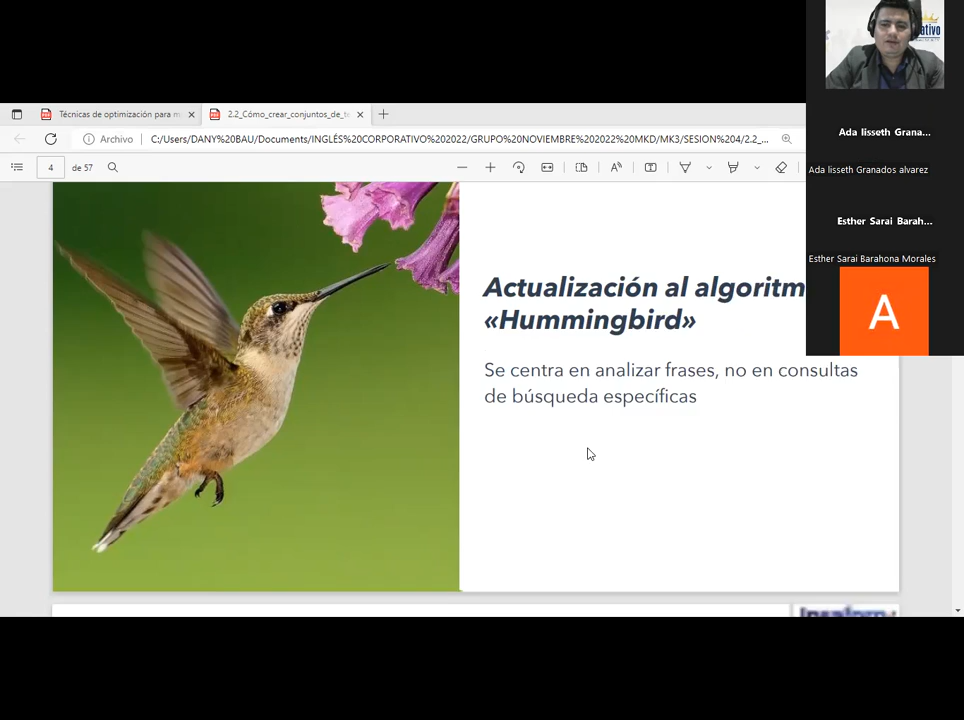 ativo
Técnicas de optimización para m
2.2_Cómo_crear_conjuntos_de_t
Archivo
C:/Users/DANY%20BAU/Documents/INGLÉS%20CORPORATIVO%202022/GRUPO%20NOVIEMBRE%202022%20MKD/MK3/SESION%204/2.2_...
4
de 57
Ada lisseth Grana...
Ada lisseth Granados alvarez
Esther Sarai Barah...
Esther Sarai Barahona Morales
A
Actualización al algoritm
«Hummingbird»
Se centra en analizar frases, no en consultas
de búsqueda específicas